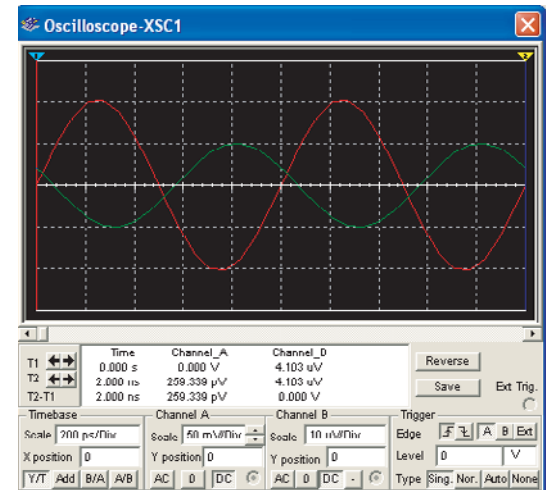 Oscilloscope-XSC1
1 2
Time Channel_A Channel_B
T1 0.000 s 0.000 V 4.103 uV
T2 2.000 ns 259.339 pV 4.103 uV
T2-T1 2.000 ns 259.339 pV 0.000 V
Reverse
Save Ext Trig.
Timebase Channel A Channel B Trigger
Scale 200 ps/Div Scale 50 mV/Div Scale 10 uV/Div Edge A B Ext
X position 0 Y position 0 Y position 0 Level 0 V
Y/T Add B/A A/B AC 0 DC AC 0 DC - Type Sing. Nor. Auto None